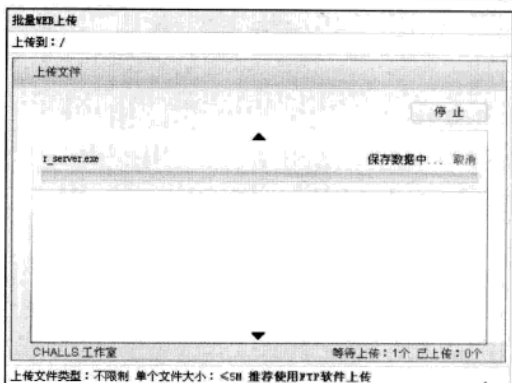 批量WEB上传
上传到：/
上传文件
停 止
r_server.exe 保存数据中... 取消
CHALLS 工作室 等待上传：1个 已上传：0个
上传文件类型：不限制 单个文件大小：≤5M 推荐使用FTP软件上传